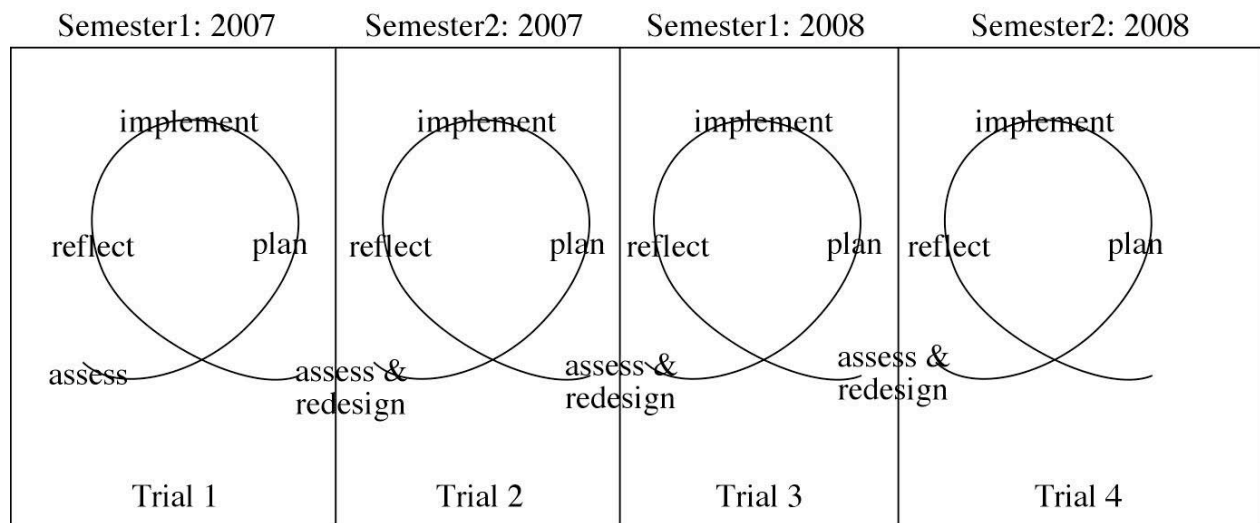 Semester1: 2007
Semester2: 2007
Semester1: 2008
Semester2: 2008
implement
implement
implement
implement
reflect
plan
reflect
plan
reflect
plan
reflect
plan
assess
assess &
redesign
assess &
redesign
assess &
redesign
Trial 1
Trial 2
Trial 3
Trial 4